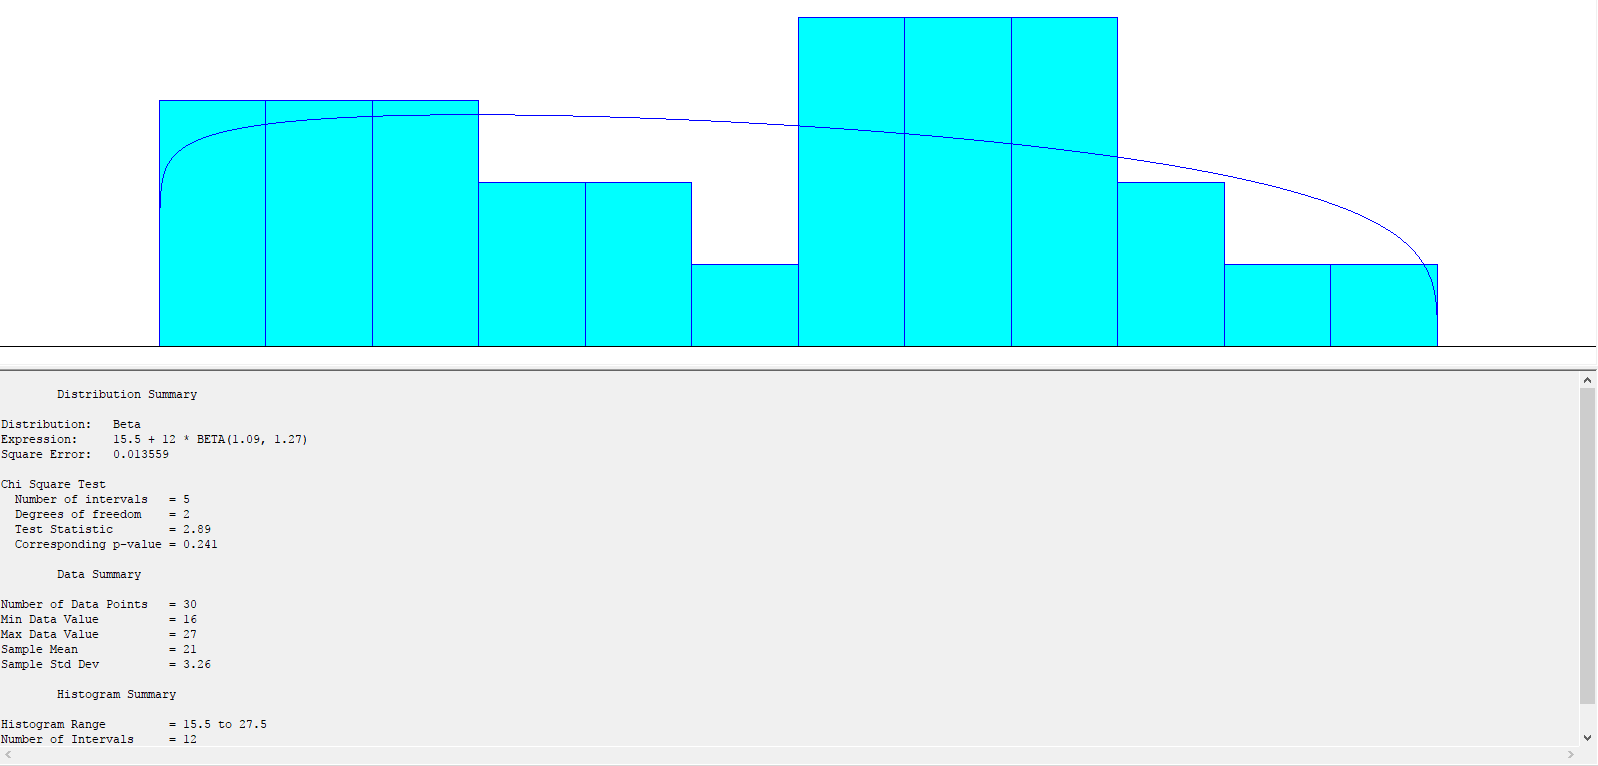 Distribution Summary
Distribution: Beta
Expression: 15.5 + 12 * BETA(1.09, 1.27)
Square Error: 0.013559
Chi Square Test
Number of intervals = 5
Degrees of freedom = 2
Test Statistic = 2.89
Corresponding p-value = 0.241
Data Summary
Number of Data Points = 30
Min Data Value = 16
Max Data Value = 27
Sample Mean = 21
Sample Std Dev = 3.26
Histogram Summary
Histogram Range = 15.5 to 27.5
Number of Intervals = 12